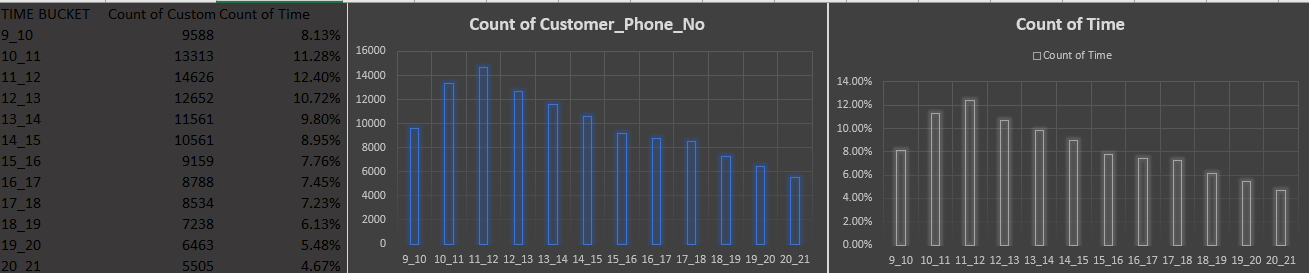 TIME BUCKET Count of Custom Count of Time
9_10 9588 8.13%
10_11 13313 11.28%
11_12 14626 12.40%
12_13 12652 10.72%
13_14 11561 9.80%
14_15 10561 8.95%
15_16 9159 7.76%
16_17 8788 7.45%
17_18 8534 7.23%
18_19 7238 6.13%
19_20 6463 5.48%
20_21 5505 4.67%
Count of Customer_Phone_No
16000
14000
12000
10000
8000
6000
4000
2000
0
9_10 10_11 11_12 12_13 13_14 14_15 15_16 16_17 17_18 18_19 19_20 20_21
Count of Time
Count of Time
14.00%
12.00%
10.00%
8.00%
6.00%
4.00%
2.00%
0.00%
9_10 10_11 11_12 12_13 13_14 14_15 15_16 16_17 17_18 18_19 19_20 20_21